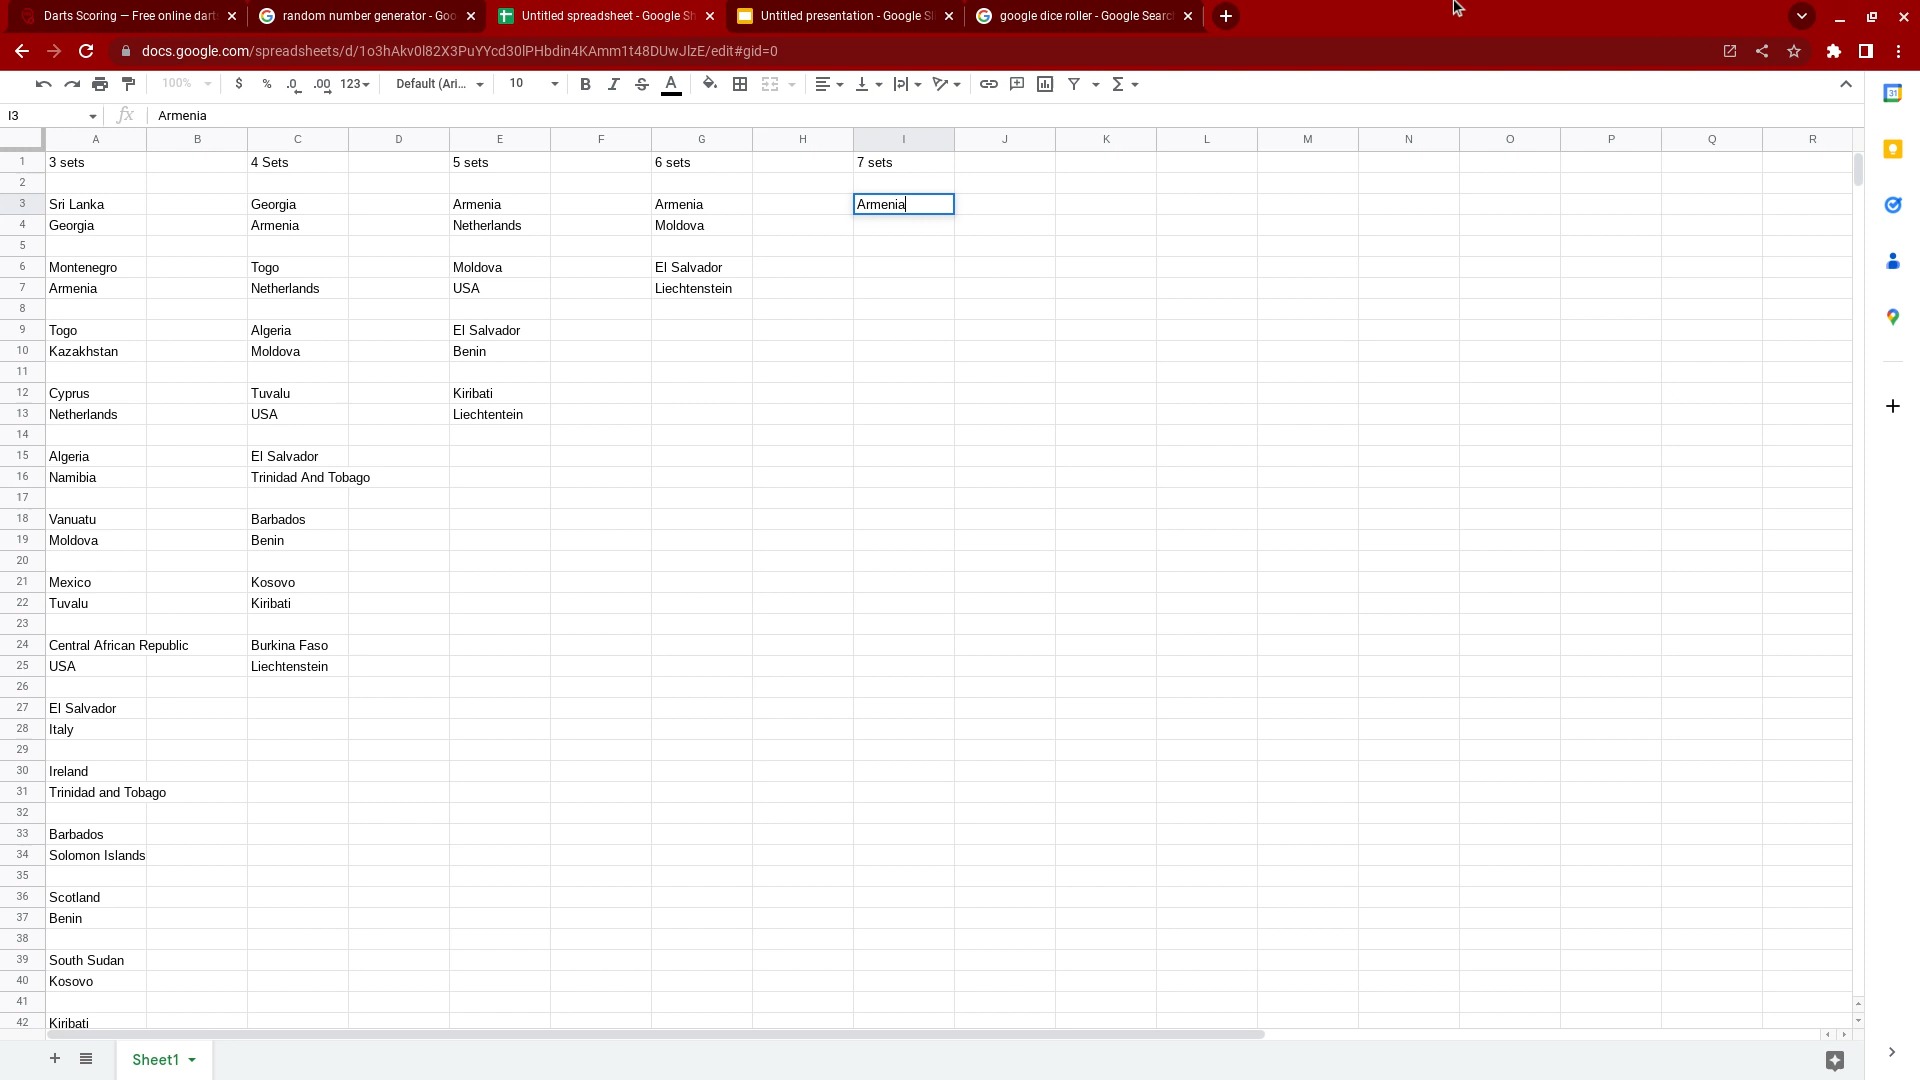 Darts Scoring — Free online dart
random number generator - Goo
Untitled spreadsheet - Google Sh
Untitled presentation - Google Sl
google dice roller - Google Searc
docs.google.com/spreadsheets/d/1o3hAkv0l82X3PuYYcd30lPHbdin4KAmm1t48DUwJlzE/edit#gid=0
100% $ % .0 .00 123 Default (Ari... 10 B I S A
I3 fx Armenia
A B C D E F G H I J K L M N O P Q R
1 3 sets 4 Sets 5 sets 6 sets 7 sets
2
3 Sri Lanka Georgia Armenia Armenia Armenia
4 Georgia Armenia Netherlands Moldova
5
6 Montenegro Togo Moldova El Salvador
7 Armenia Netherlands USA Liechtenstein
8
9 Togo Algeria El Salvador
10 Kazakhstan Moldova Benin
11
12 Cyprus Tuvalu Kiribati
13 Netherlands USA Liechtentein
14
15 Algeria El Salvador
16 Namibia Trinidad And Tobago
17
18 Vanuatu Barbados
19 Moldova Benin
20
21 Mexico Kosovo
22 Tuvalu Kiribati
23
24 Central African Republic Burkina Faso
25 USA Liechtenstein
26
27 El Salvador
28 Italy
29
30 Ireland
31 Trinidad and Tobago
32
33 Barbados
34 Solomon Islands
35
36 Scotland
37 Benin
38
39 South Sudan
40 Kosovo
41
42 Kiribati
Sheet1
31